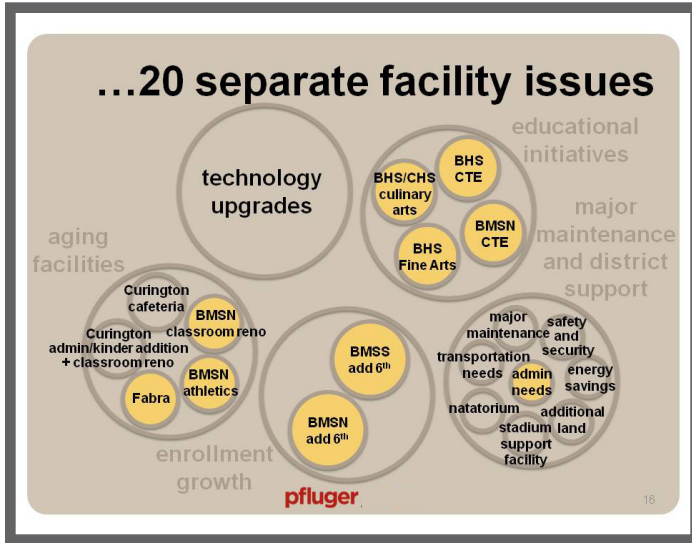 ...20 separate facility issues
technology
upgrades
educational
initiatives
BHS
CTE
BHS/CHS
culinary
arts
BMSN
CTE
BHS
Fine Arts
major
maintenance
and district
support
aging
facilities
Curington
cafeteria
BMSN
classroom reno
Curington
admin/kinder addition
+ classroom reno
BMSN
athletics
Fabra
BMSS
add 6th
BMSN
add 6th
enrollment
growth
major
maintenance
safety
and
security
transportation
needs
admin
needs
energy
savings
natatorium
additional
land
stadium
support
facility
pfluger
16